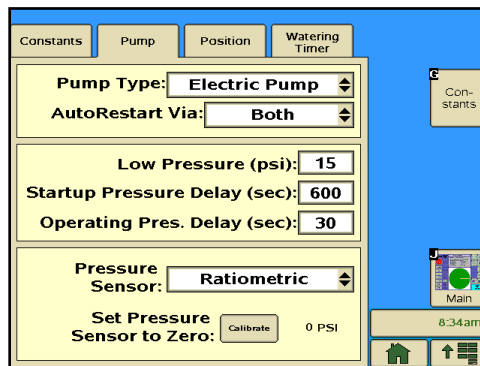 Constants Pump Position Watering
Timer
Pump Type: Electric Pump
AutoRestart Via: Both
Low Pressure (psi): 15
Startup Pressure Delay (sec): 600
Operating Pres. Delay (sec): 30
Pressure
Sensor: Ratiometric
Set Pressure
Sensor to Zero: Calibrate 0 PSI
G
Con-
stants
J
Main
8:34am